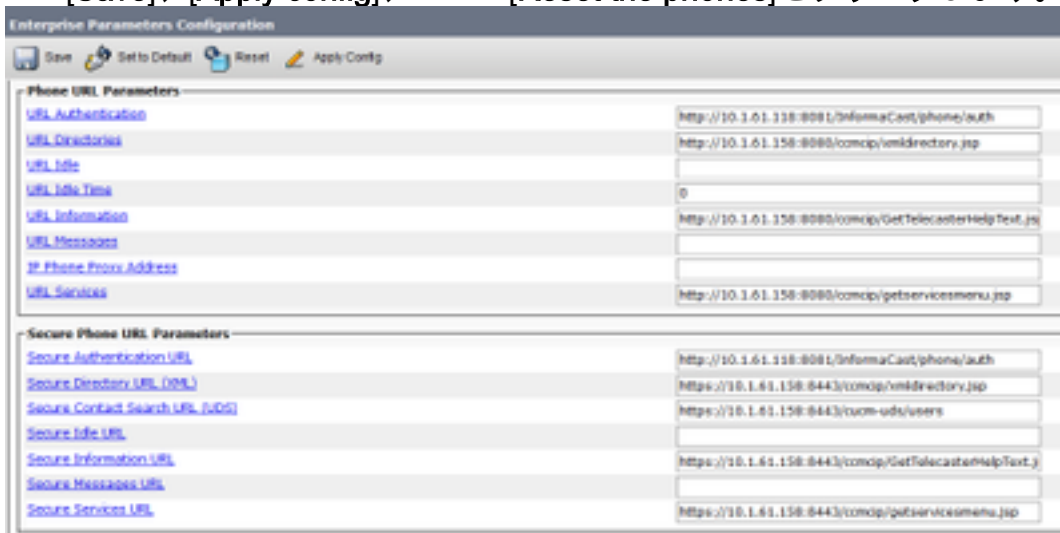 Enterprise Parameters Configuration
Save Set to Default Reset Apply Config
Phone URL Parameters
URL Authentication http://10.1.61.118:8081/InformaCast/phone/auth
URL Directories http://10.1.61.158:8080/ccmcip/xmldirectory.jsp
URL Idle
URL Idle Time 0
URL Information http://10.1.61.158:8080/ccmcip/GetTelecasterHelpText.jsp
URL Messages
IP Phone Proxy Address
URL Services http://10.1.61.158:8080/ccmcip/getservicesmenu.jsp
Secure Phone URL Parameters
Secure Authentication URL http://10.1.61.118:8081/InformaCast/phone/auth
Secure Directory URL (XML) https://10.1.61.158:8443/ccmcip/xmldirectory.jsp
Secure Contact Search URL (UDS) https://10.1.61.158:8443/cucm-uds/users
Secure Idle URL
Secure Information URL https://10.1.61.158:8443/ccmcip/GetTelecasterHelpText.j
Secure Messages URL
Secure Services URL https://10.1.61.158:8443/ccmcip/getservicesmenu.jsp